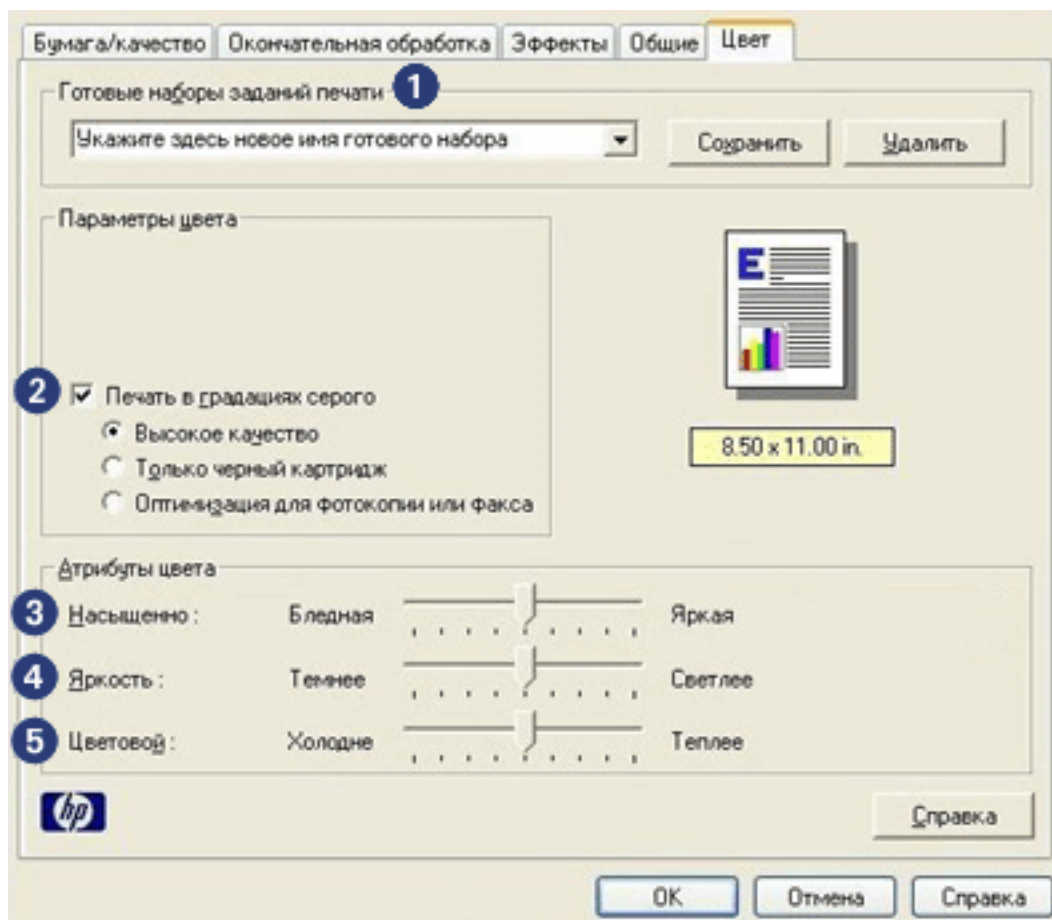 Бумага/качество Окончательная обработка Эффекты Общие Цвет
Готовые наборы заданий печати 1
Укажите здесь новое имя готового набора Сохранить Удалить
Параметры цвета
E
2 Печать в градациях серого
Высокое качество
8.50 x 11.00 in.
Только черный картридж
Оптимизация для фотокопии или факса
Атрибуты цвета
3 Насыщенно : Бледная Яркая
4 Яркость : Темнее Светлее
5 Цветовой : Холодне Теплее
hp
Справка
OK Отмена Справка